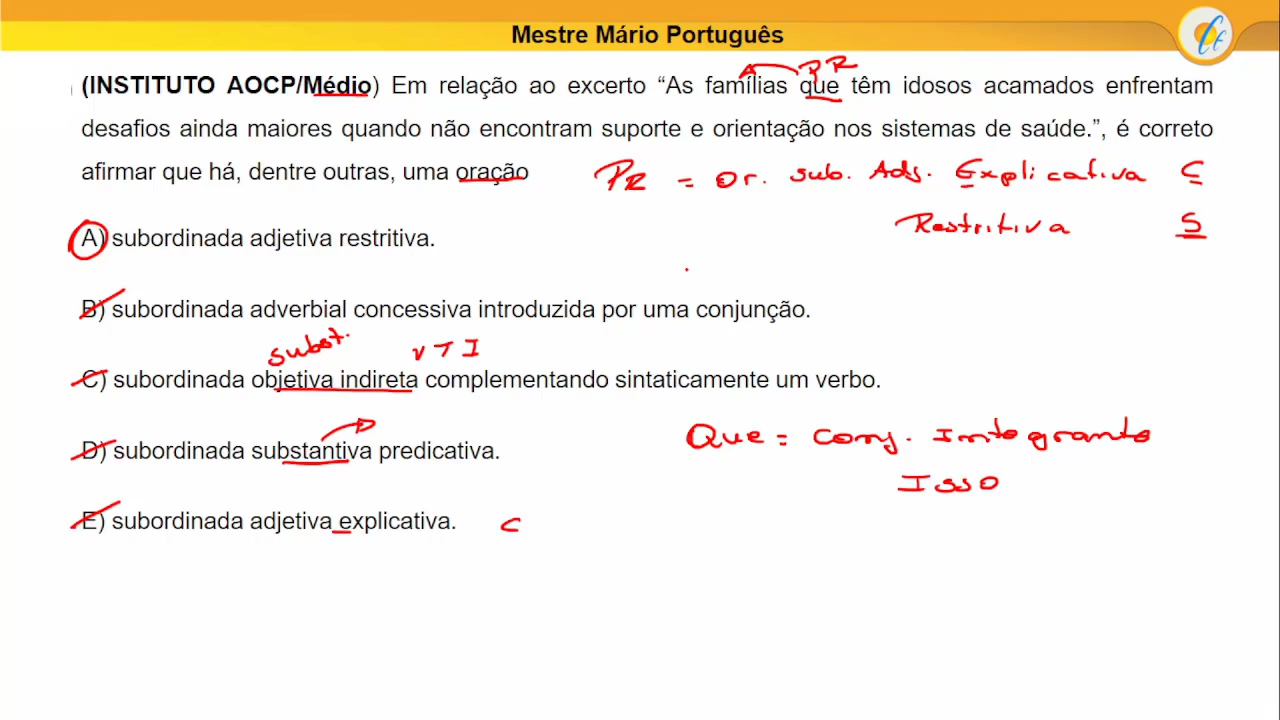 Mestre Mário Português
PR
(INSTITUTO AOCP/Médio) Em relação ao excerto “As famílias que têm idosos acamados enfrentam
desafios ainda maiores quando não encontram suporte e orientação nos sistemas de saúde.”, é correto
afirmar que há, dentre outras, uma oração
PR = Or. sub. Adj. Explicativa C
Restritiva S
A) subordinada adjetiva restritiva.
B) subordinada adverbial concessiva introduzida por uma conjunção.
subst. VTI
C) subordinada objetiva indireta complementando sintaticamente um verbo.
D) subordinada substantiva predicativa.
Que = conj. Integrante
Isso
E) subordinada adjetiva explicativa. C